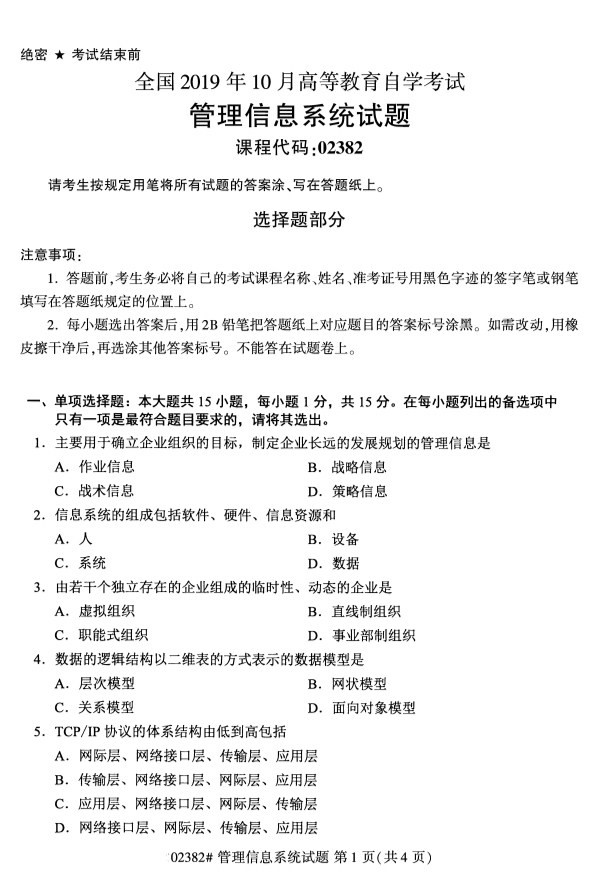 绝密 ★ 考试结束前
全国 2019 年 10 月高等教育自学考试
管理信息系统试题
课程代码:02382
请考生按规定用笔将所有试题的答案涂、写在答题纸上。
选择题部分
注意事项:
1. 答题前,考生务必将自己的考试课程名称、姓名、准考证号用黑色字迹的签字笔或钢笔
填写在答题纸规定的位置上。
2. 每小题选出答案后,用 2B 铅笔把答题纸上对应题目的答案标号涂黑。如需改动,用橡
皮擦干净后,再选涂其他答案标号。不能答在试题卷上。
一、单项选择题：本大题共 15 小题，每小题 1 分，共 15 分。在每小题列出的备选项中
只有一项是最符合题目要求的，请将其选出。
1．主要用于确立企业组织的目标，制定企业长远的发展规划的管理信息是
A．作业信息 B．战略信息
C．战术信息 D．策略信息
2．信息系统的组成包括软件、硬件、信息资源和
A．人 B．设备
C．系统 D．数据
3．由若干个独立存在的企业组成的临时性、动态的企业是
A．虚拟组织 B．直线制组织
C．职能式组织 D．事业部制组织
4．数据的逻辑结构以二维表的方式表示的数据模型是
A．层次模型 B．网状模型
C．关系模型 D．面向对象模型
5．TCP/IP 协议的体系结构由低到高包括
A．网际层、网络接口层、传输层、应用层
B．传输层、网络接口层、网际层、应用层
C．应用层、网络接口层、网际层、传输层
D．网络接口层、网际层、传输层、应用层
02382# 管理信息系统试题 第 1 页(共 4 页)